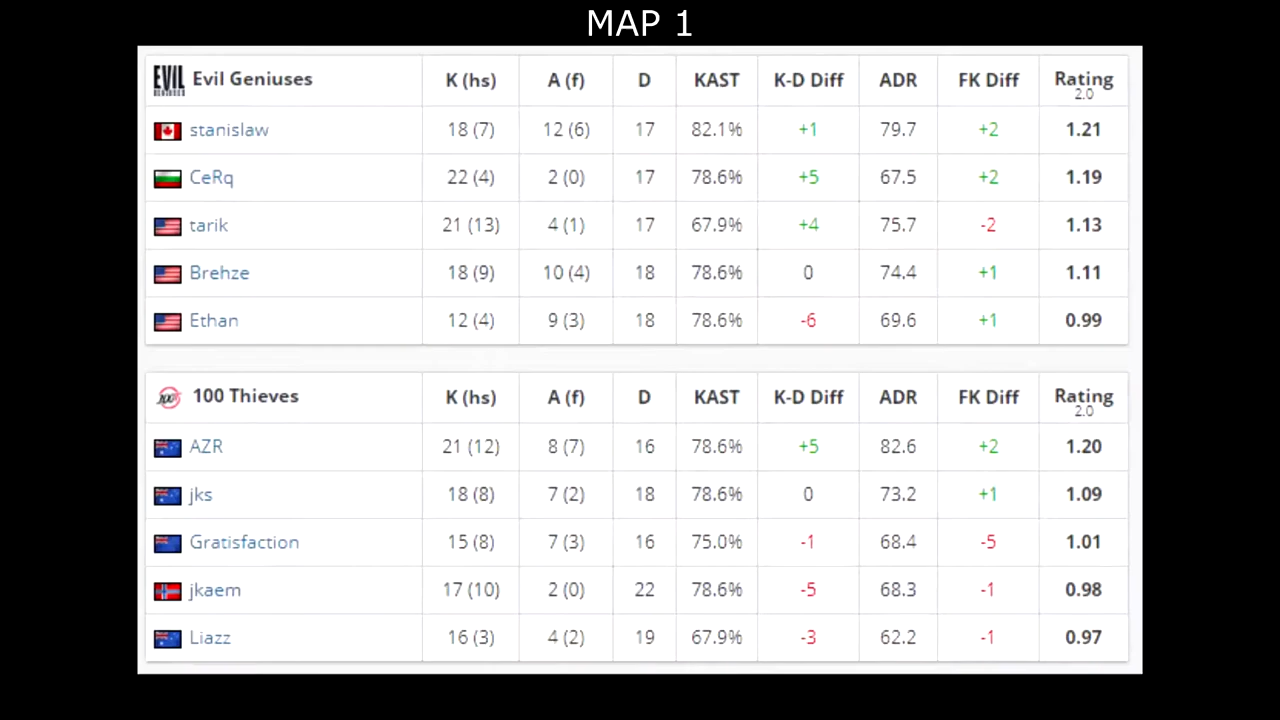 MAP 1
EVIL GENIUSES Evil Geniuses K (hs) A (f) D KAST K-D Diff ADR FK Diff Rating 2.0
stanislaw 18 (7) 12 (6) 17 82.1% +1 79.7 +2 1.21
CeRq 22 (4) 2 (0) 17 78.6% +5 67.5 +2 1.19
tarik 21 (13) 4 (1) 17 67.9% +4 75.7 -2 1.13
Brehze 18 (9) 10 (4) 18 78.6% 0 74.4 +1 1.11
Ethan 12 (4) 9 (3) 18 78.6% -6 69.6 +1 0.99
100 Thieves K (hs) A (f) D KAST K-D Diff ADR FK Diff Rating 2.0
AZR 21 (12) 8 (7) 16 78.6% +5 82.6 +2 1.20
jks 18 (8) 7 (2) 18 78.6% 0 73.2 +1 1.09
Gratisfaction 15 (8) 7 (3) 16 75.0% -1 68.4 -5 1.01
jkaem 17 (10) 2 (0) 22 78.6% -5 68.3 -1 0.98
Liazz 16 (3) 4 (2) 19 67.9% -3 62.2 -1 0.97